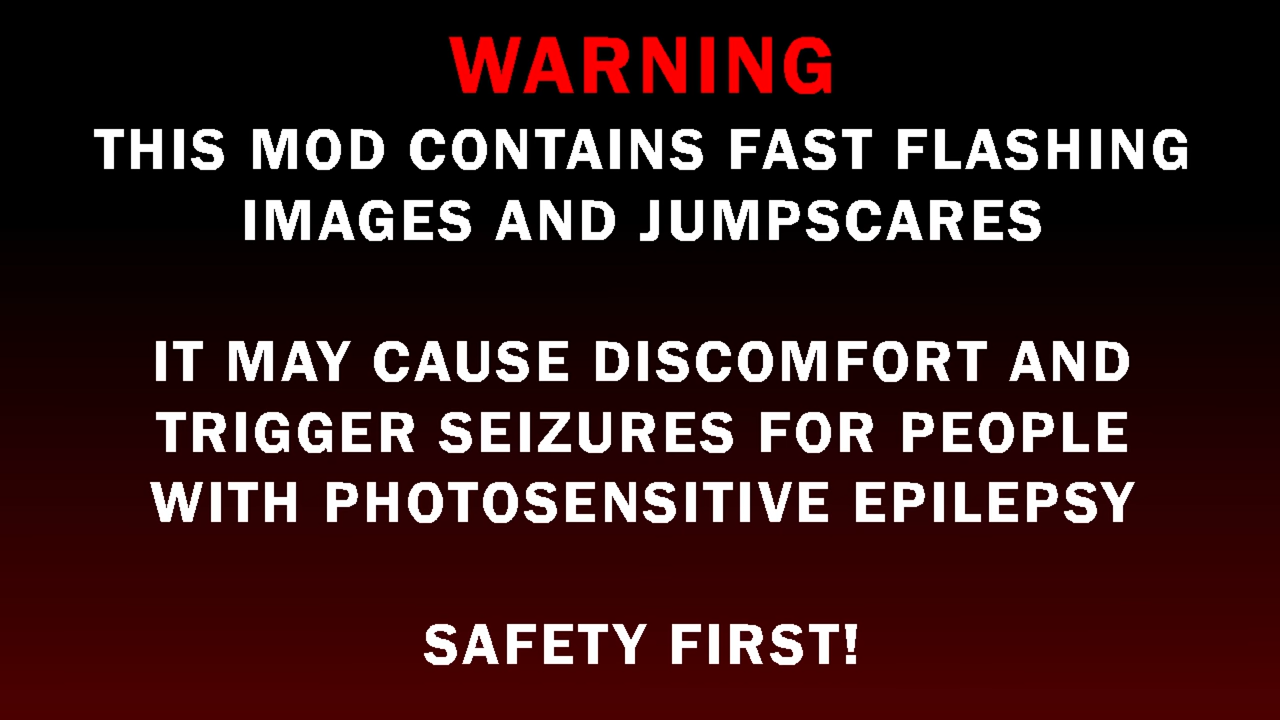 WARNING
THIS MOD CONTAINS FAST FLASHING
IMAGES AND JUMPSCARES
IT MAY CAUSE DISCOMFORT AND
TRIGGER SEIZURES FOR PEOPLE
WITH PHOTOSENSITIVE EPILEPSY
SAFETY FIRST!